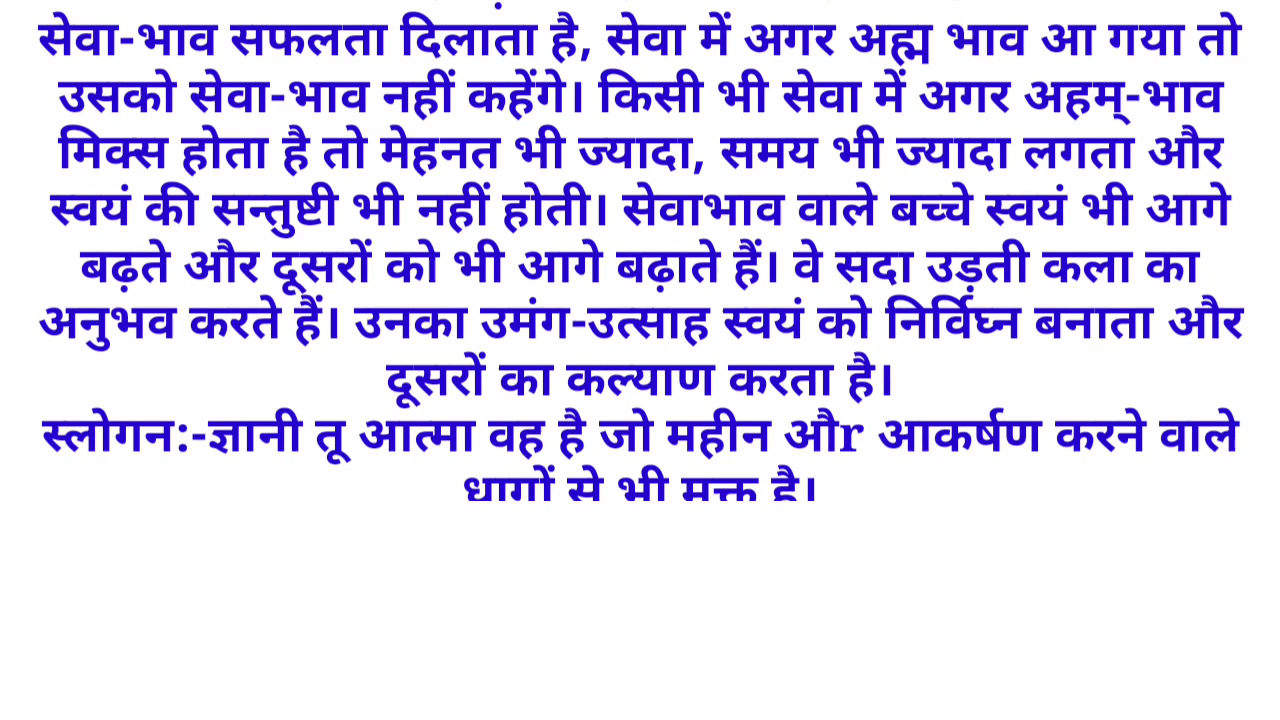 सेवा-भाव सफलता दिलाता है, सेवा में अगर अह्म भाव आ गया तो
उसको सेवा-भाव नहीं कहेंगे। किसी भी सेवा में अगर अहम्-भाव
मिक्स होता है तो मेहनत भी ज्यादा, समय भी ज्यादा लगता और
स्वयं की सन्तुष्टी भी नहीं होती। सेवाभाव वाले बच्चे स्वयं भी आगे
बढ़ते और दूसरों को भी आगे बढ़ाते हैं। वे सदा उड़ती कला का
अनुभव करते हैं। उनका उमंग-उत्साह स्वयं को निर्विघ्न बनाता और
दूसरों का कल्याण करता है।
स्लोगन:-ज्ञानी तू आत्मा वह है जो महीन औr आकर्षण करने वाले
धागों से भी मुक्त है।